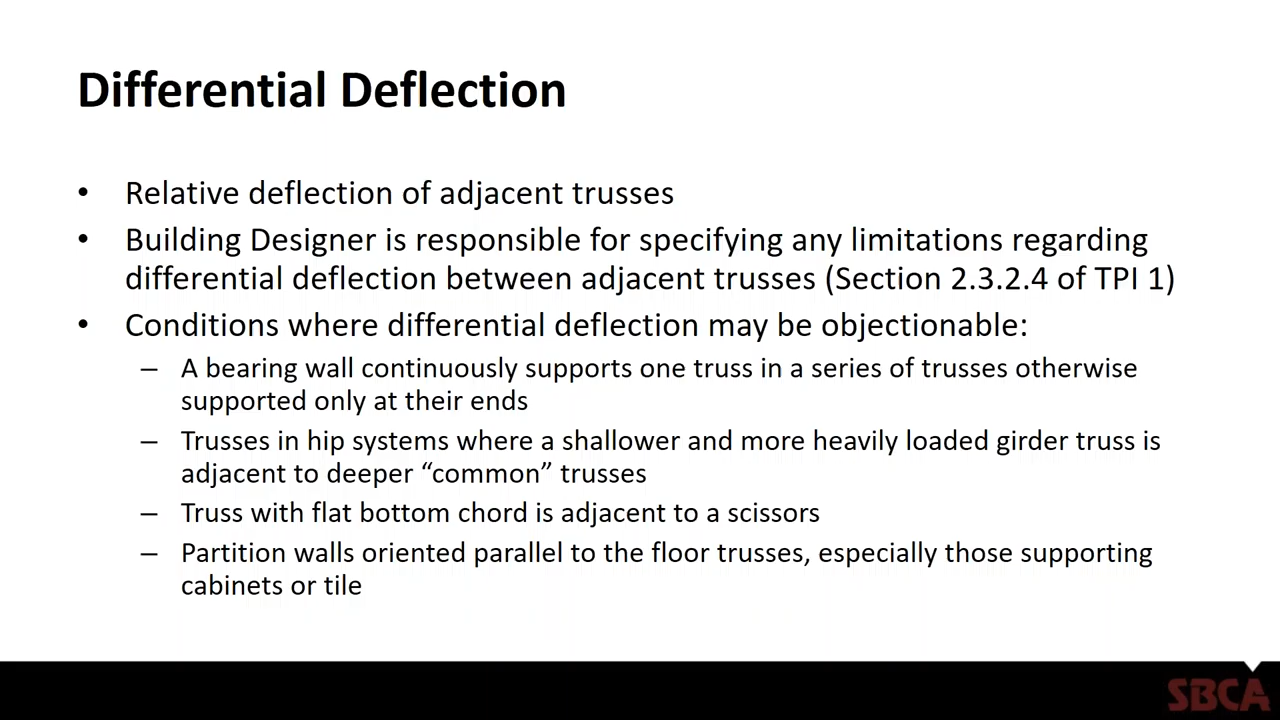 Differential Deflection
• Relative deflection of adjacent trusses
• Building Designer is responsible for specifying any limitations regarding
differential deflection between adjacent trusses (Section 2.3.2.4 of TPI 1)
• Conditions where differential deflection may be objectionable:
– A bearing wall continuously supports one truss in a series of trusses otherwise
supported only at their ends
– Trusses in hip systems where a shallower and more heavily loaded girder truss is
adjacent to deeper “common” trusses
– Truss with flat bottom chord is adjacent to a scissors
– Partition walls oriented parallel to the floor trusses, especially those supporting
cabinets or tile
SBCA